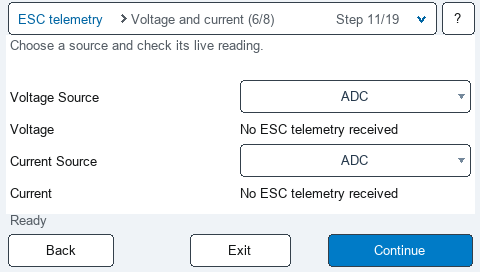 ESC telemetry > Voltage and current (6/8) Step 11/19 ?
Choose a source and check its live reading.
Voltage Source ADC
Voltage No ESC telemetry received
Current Source ADC
Current No ESC telemetry received
Ready
Back Exit Continue